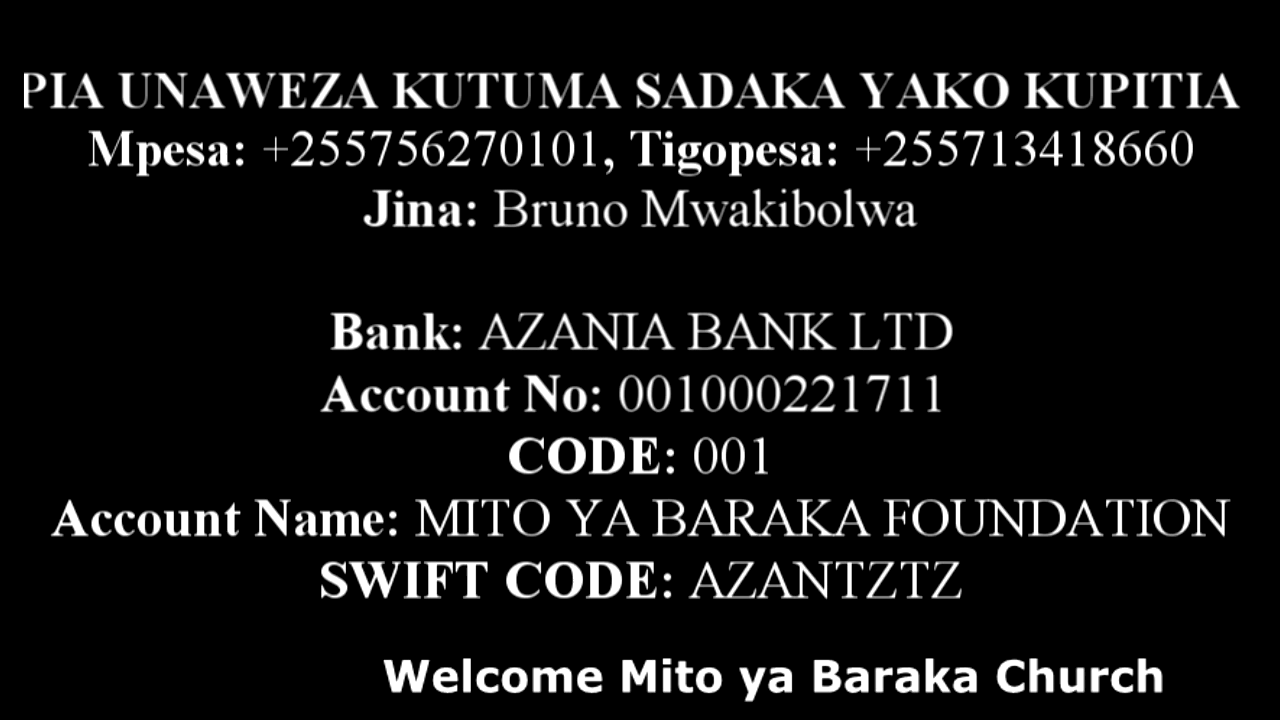 PIA UNAWEZA KUTUMA SADAKA YAKO KUPITIA
Mpesa: +255756270101, Tigopesa: +255713418660
Jina: Bruno Mwakibolwa
Bank: AZANIA BANK LTD
Account No: 001000221711
CODE: 001
Account Name: MITO YA BARAKA FOUNDATION
SWIFT CODE: AZANTZTZ
Welcome Mito ya Baraka Church